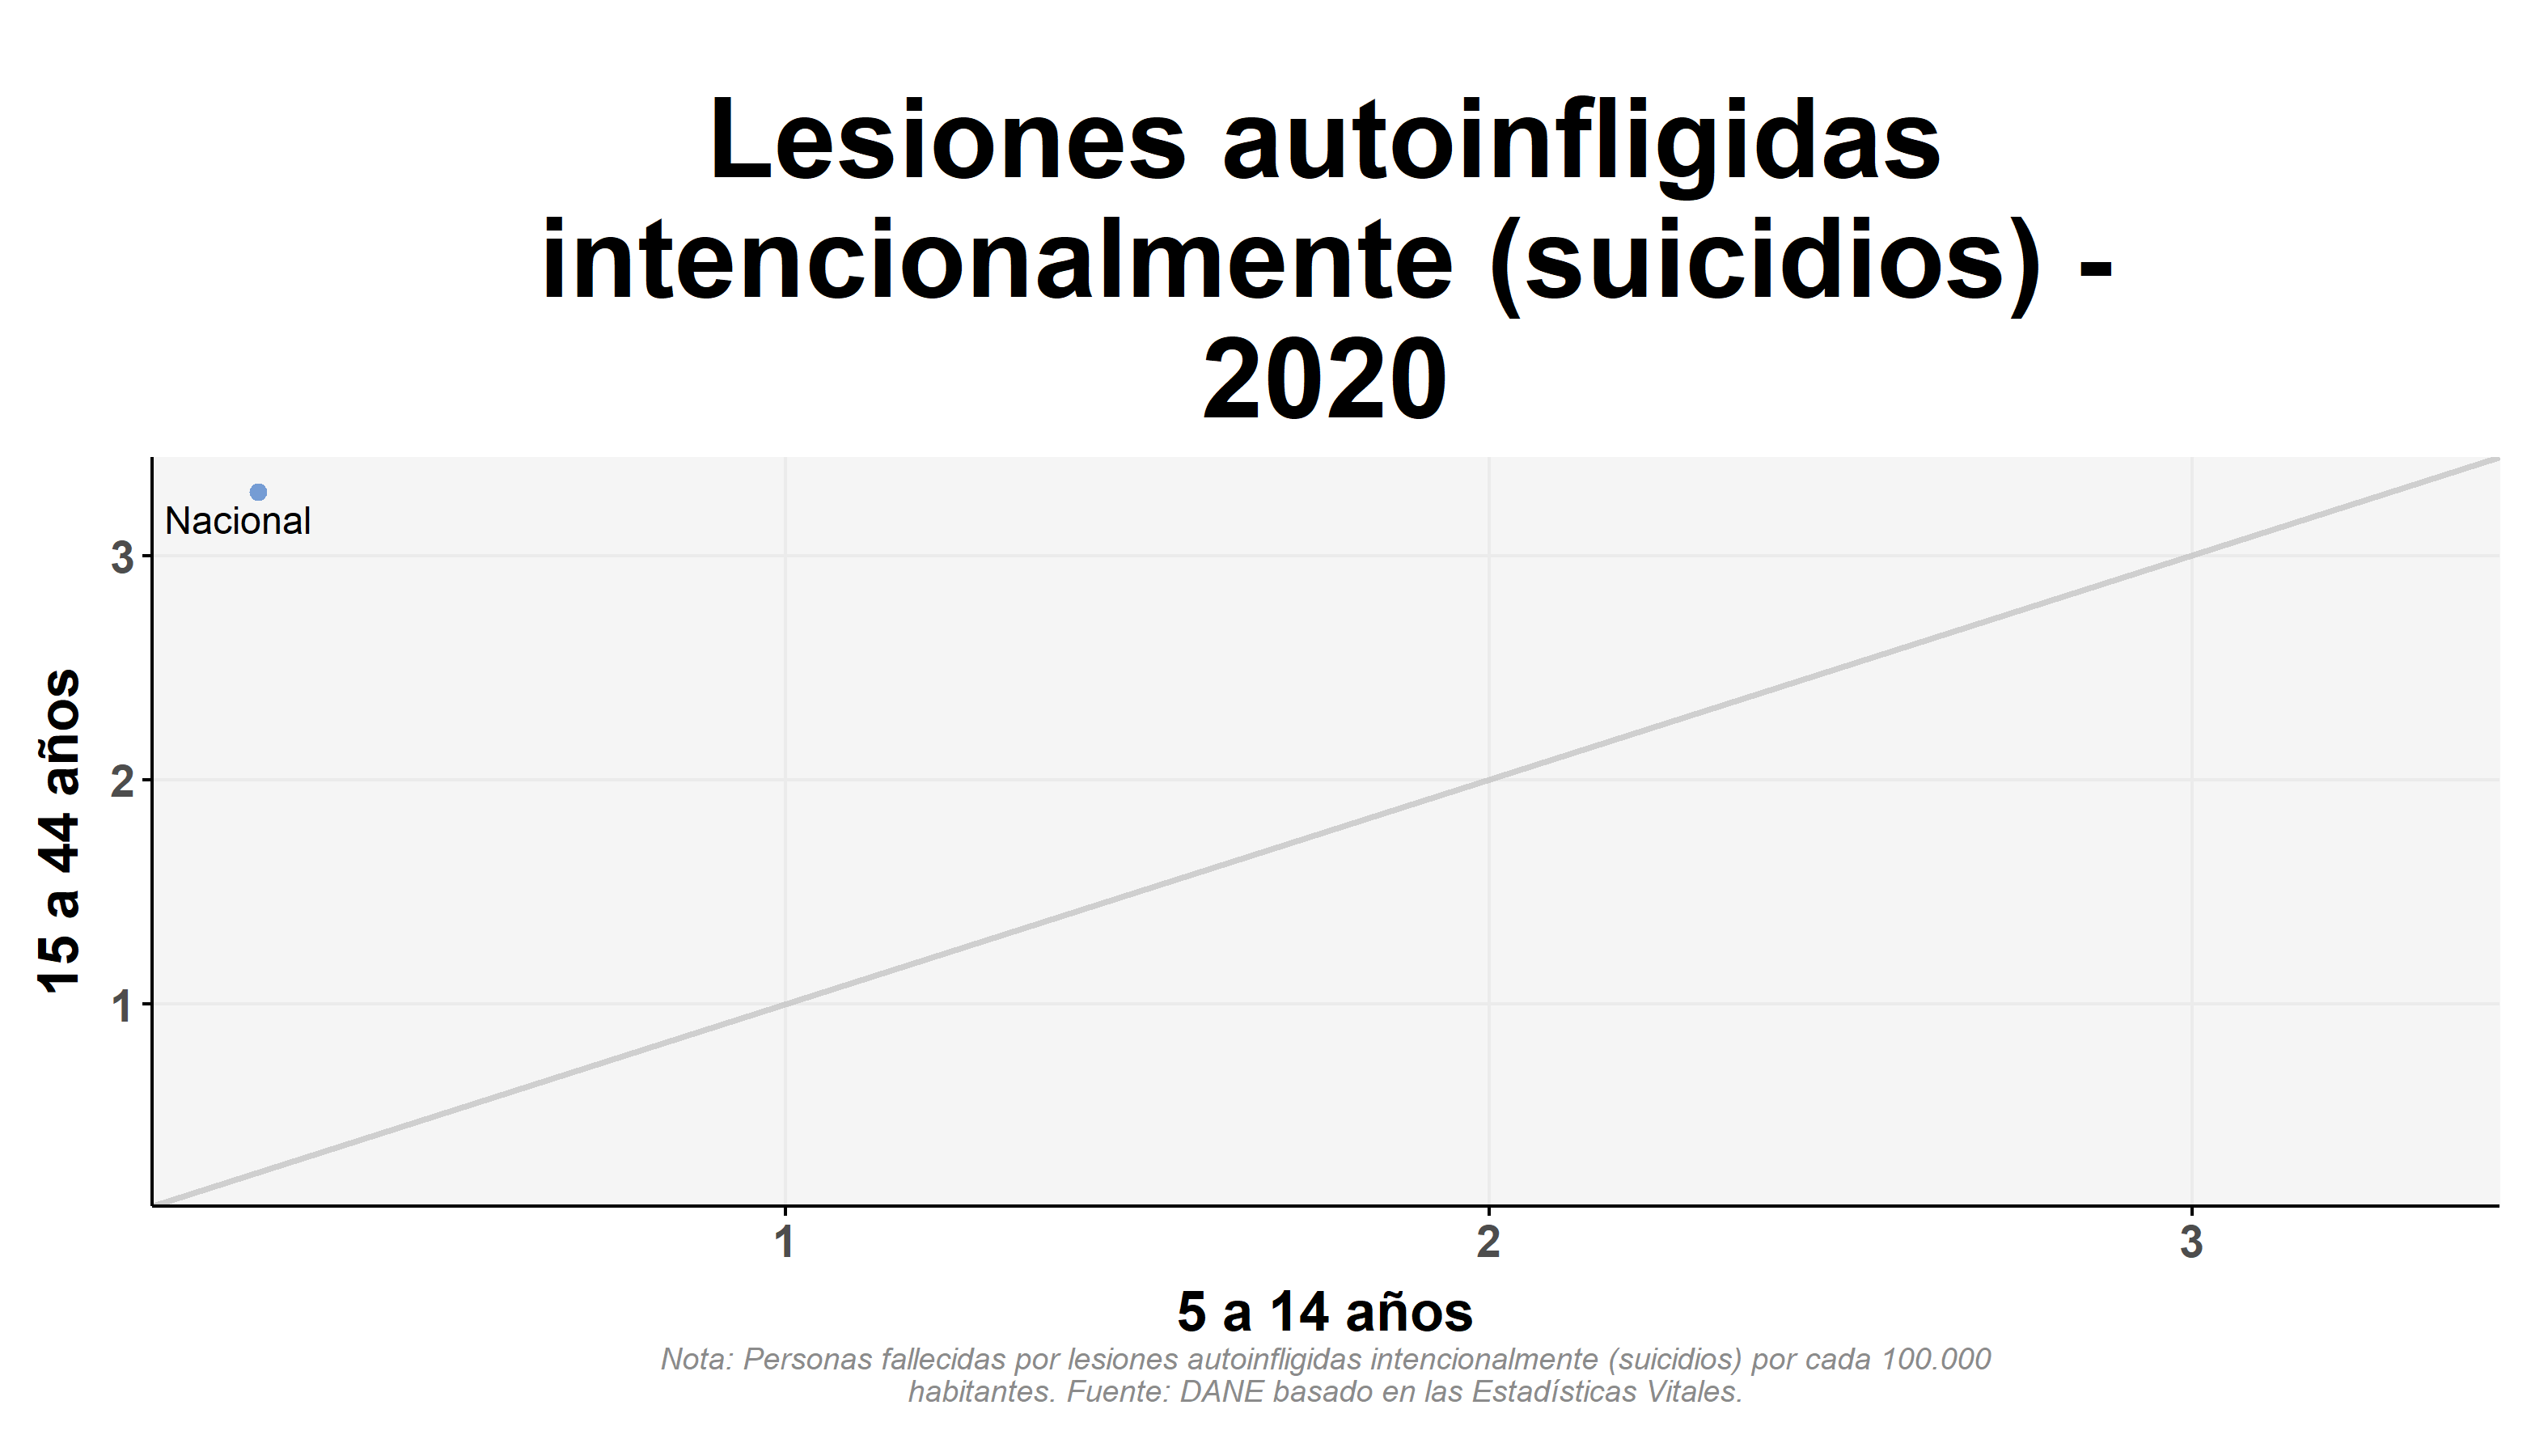 Lesiones autoinfligidas
intencionalmente (suicidios) -
2020
Nacional
3
2
1
15 a 44 años
1
2
3
5 a 14 años
Nota: Personas fallecidas por lesiones autoinfligidas intencionalmente (suicidios) por cada 100.000
habitantes. Fuente: DANE basado en las Estadísticas Vitales.